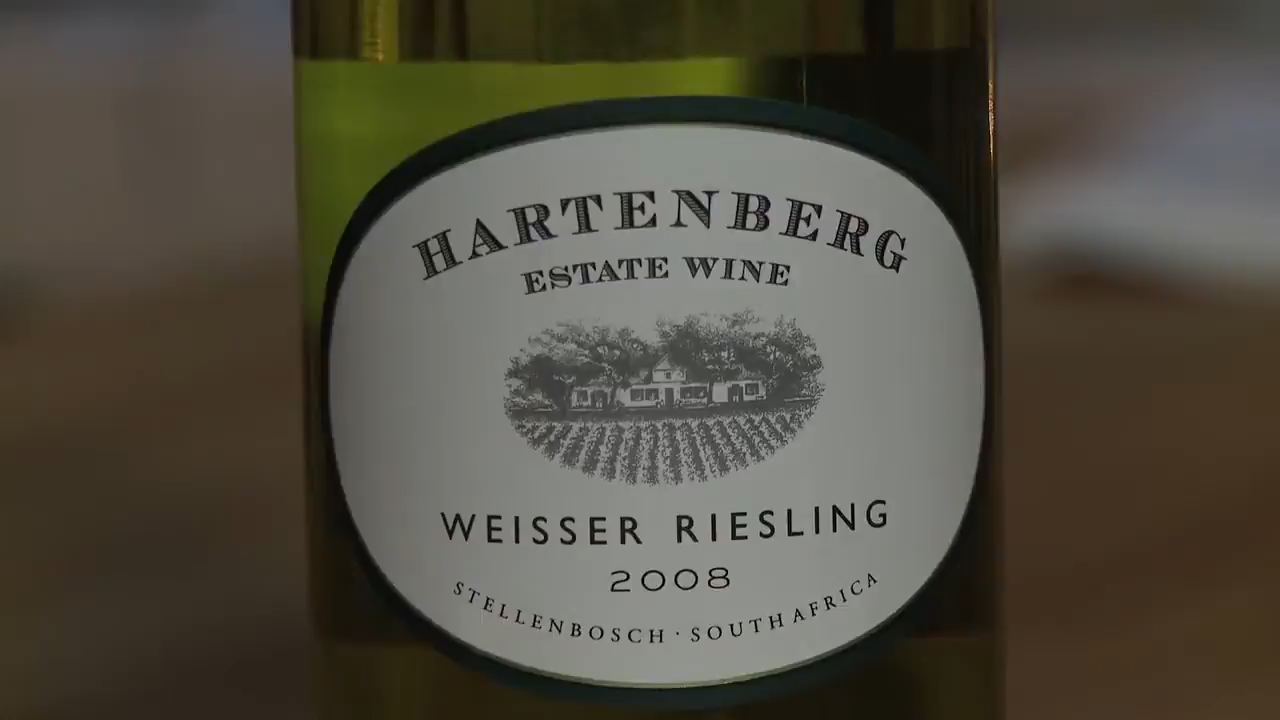 HARTENBERG
ESTATE WINE
WEISSER RIESLING
2008
STELLENBOSCH · SOUTH AFRICA